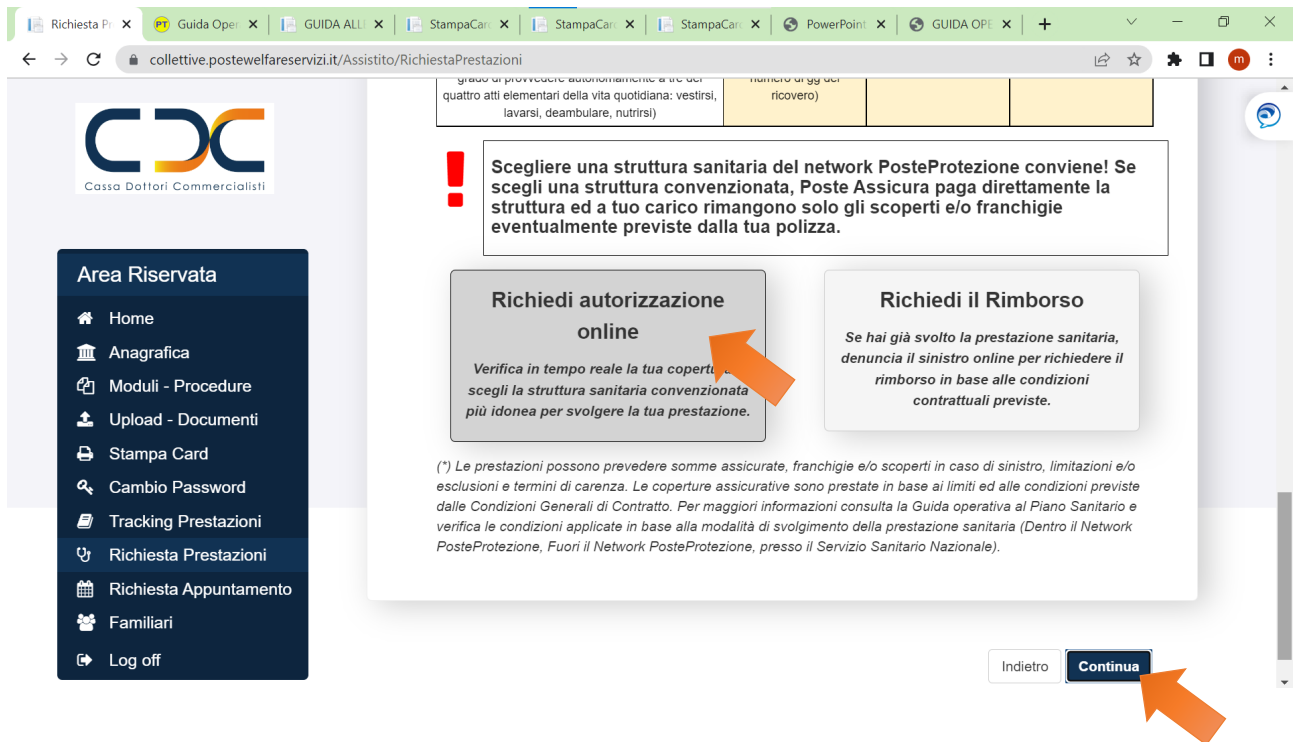 Richiesta Pr
Guida Oper
GUIDA ALL
StampaCar
StampaCar
StampaCar
PowerPoint
GUIDA OPE
collettive.postewelfareservizi.it/Assistito/RichiestaPrestazioni
m
grado di provvedere autonomamente a tre dei
quattro atti elementari della vita quotidiana: vestirsi,
lavarsi, deambulare, nutrirsi)
numero di gg del
ricovero)
CDC
Cassa Dottori Commercialisti
! Scegliere una struttura sanitaria del network PosteProtezione conviene! Se
scegli una struttura convenzionata, Poste Assicura paga direttamente la
struttura ed a tuo carico rimangono solo gli scoperti e/o franchigie
eventualmente previste dalla tua polizza.
Area Riservata
Home
Anagrafica
Moduli - Procedure
Upload - Documenti
Stampa Card
Cambio Password
Tracking Prestazioni
Richiesta Prestazioni
Richiesta Appuntamento
Familiari
Log off
Richiedi autorizzazione
online
Verifica in tempo reale la tua
scegli la struttura sanitaria convenzionata
più idonea per svolgere la tua prestazione.
Richiedi il Rimborso
Se hai già svolto la prestazione sanitaria,
denuncia il sinistro online per richiedere il
rimborso in base alle condizioni
contrattuali previste.
(*) Le prestazioni possono prevedere somme assicurate, franchigie e/o scoperti in caso di sinistro, limitazioni e/o
esclusioni e termini di carenza. Le coperture assicurative sono prestate in base ai limiti ed alle condizioni previste
dalle Condizioni Generali di Contratto. Per maggiori informazioni consulta la Guida operativa al Piano Sanitario e
verifica le condizioni applicate in base alla modalità di svolgimento della prestazione sanitaria (Dentro il Network
PosteProtezione, Fuori il Network PosteProtezione, presso il Servizio Sanitario Nazionale).
Indietro
Continua